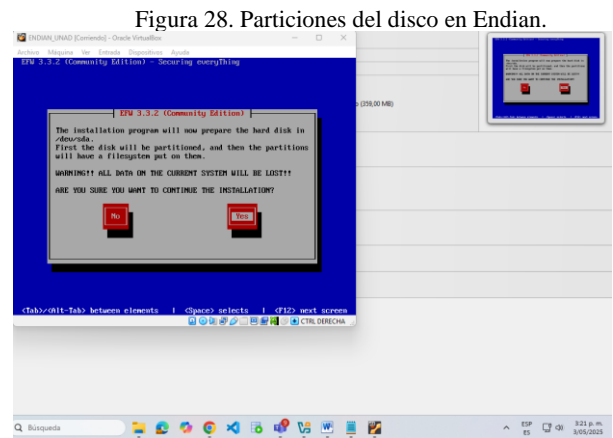 Figura 28. Particiones del disco en Endian.
ENDIAN_UNAD [Corriendo] - Oracle VirtualBox
Archivo Máquina Ver Entrada Dispositivos Ayuda
EFW 3.3.2 (Community Edition) - Securing everyThing
(359,00 MB)
EFW 3.3.2 (Community Edition)
The installation program will now prepare the hard disk in
/dev/sda.
First the disk will be partitioned, and then the partitions
will have a filesystem put on them.
WARNING!! ALL DATA ON THE CURRENT SYSTEM WILL BE LOST!!
ARE YOU SURE YOU WANT TO CONTINUE THE INSTALLATION?
No Yes
<Tab>/<Alt-Tab> between elements | <Space> selects | <F12> next screen
CTRL DERECHA
Búsqueda
ESP
ES
3:21 p. m.
3/05/2025